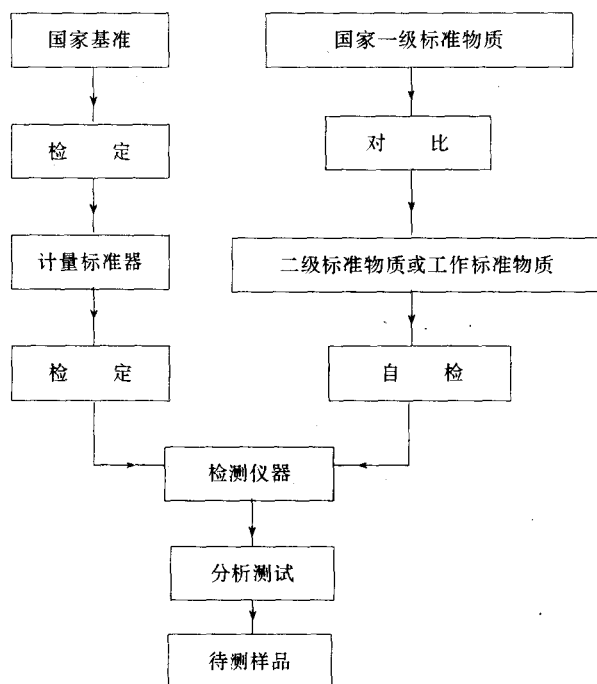 国家基准
国家一级标准物质
检 定
对 比
计量标准器
二级标准物质或工作标准物质
检 定
自 检
检测仪器
分析测试
待测样品